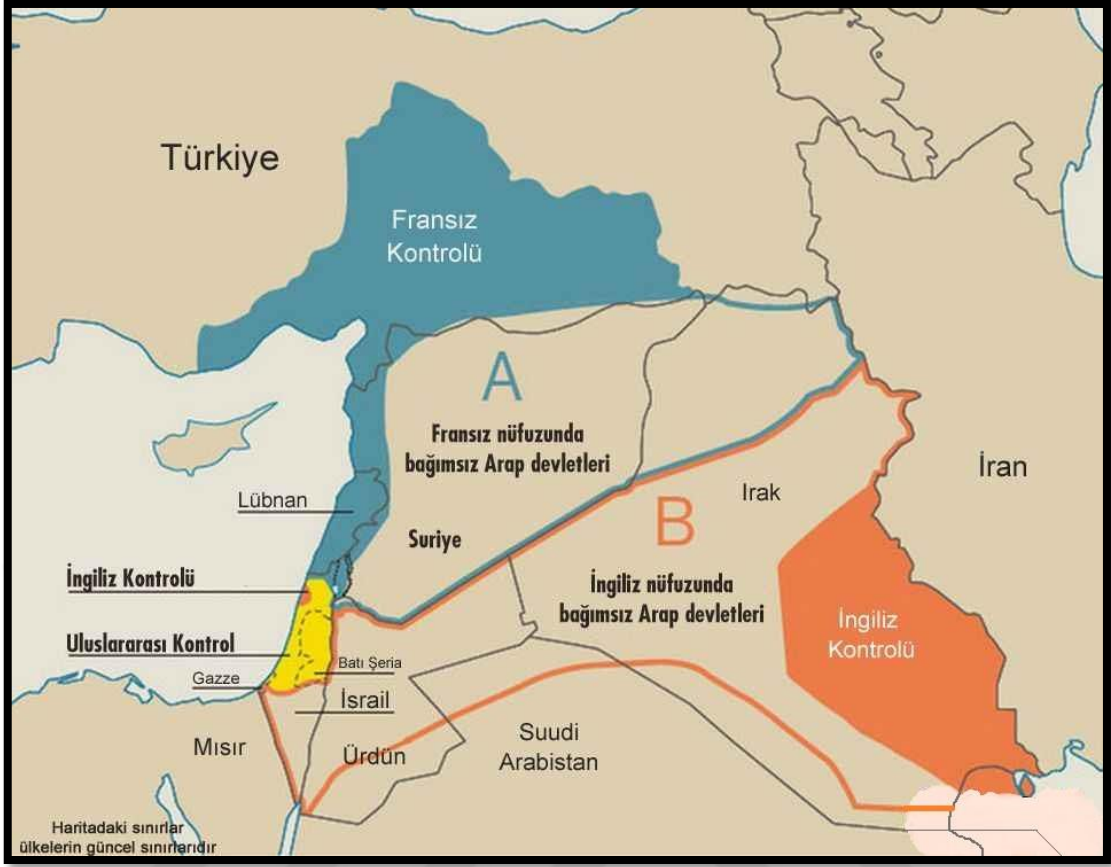 Türkiye
Fransız
Kontrolü
A
Fransız nüfuzunda
bağımsız Arap devletleri
İran
Irak
Lübnan
B
Suriye
İngiliz Kontrolü
İngiliz nüfuzunda
bağımsız Arap devletleri
İngiliz
Kontrolü
Uluslararası Kontrol
Batı Şeria
Gazze
İsrail
Mısır
Ürdün
Suudi
Arabistan
Haritadaki sınırlar
ülkelerin güncel sınırlarıdır